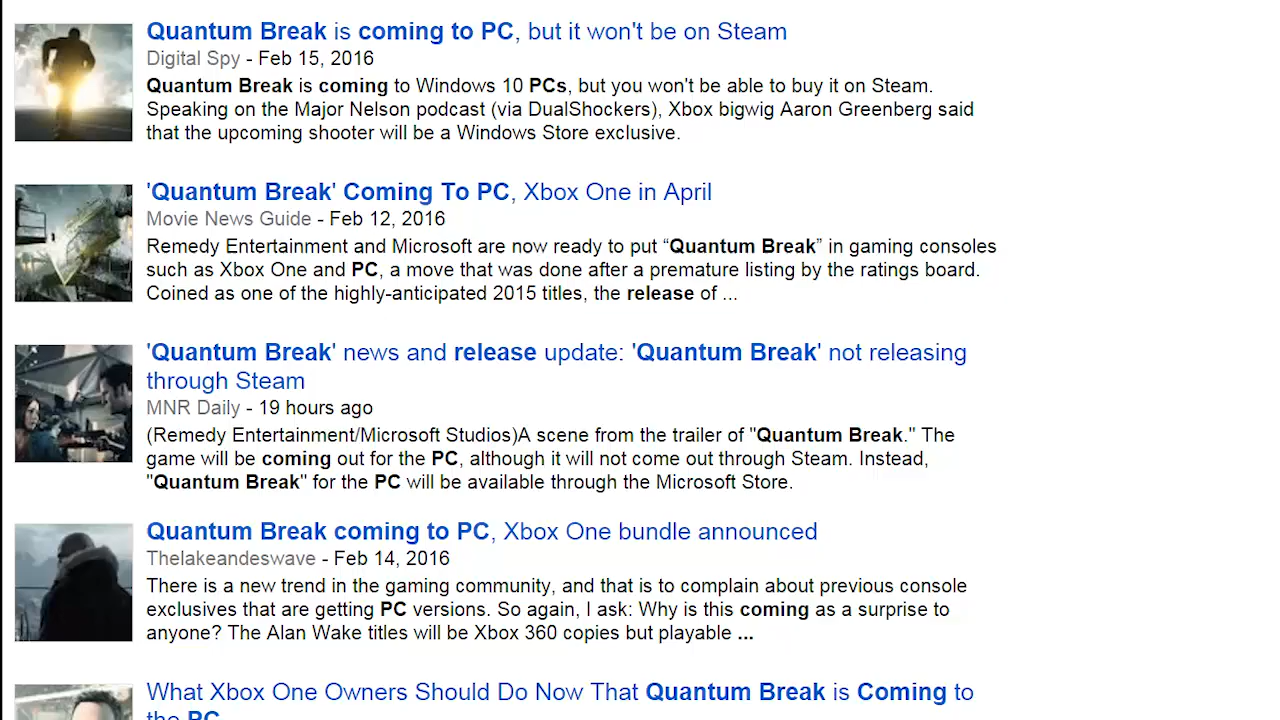 Quantum Break is coming to PC, but it won't be on Steam
Digital Spy - Feb 15, 2016
Quantum Break is coming to Windows 10 PCs, but you won't be able to buy it on Steam.
Speaking on the Major Nelson podcast (via DualShockers), Xbox bigwig Aaron Greenberg said
that the upcoming shooter will be a Windows Store exclusive.
'Quantum Break' Coming To PC, Xbox One in April
Movie News Guide - Feb 12, 2016
Remedy Entertainment and Microsoft are now ready to put “Quantum Break” in gaming consoles
such as Xbox One and PC, a move that was done after a premature listing by the ratings board.
Coined as one of the highly-anticipated 2015 titles, the release of ...
'Quantum Break' news and release update: 'Quantum Break' not releasing
through Steam
MNR Daily - 19 hours ago
(Remedy Entertainment/Microsoft Studios)A scene from the trailer of "Quantum Break." The
game will be coming out for the PC, although it will not come out through Steam. Instead,
"Quantum Break" for the PC will be available through the Microsoft Store.
Quantum Break coming to PC, Xbox One bundle announced
Thelakeandeswave - Feb 14, 2016
There is a new trend in the gaming community, and that is to complain about previous console
exclusives that are getting PC versions. So again, I ask: Why is this coming as a surprise to
anyone? The Alan Wake titles will be Xbox 360 copies but playable ...
What Xbox One Owners Should Do Now That Quantum Break is Coming to
the PC